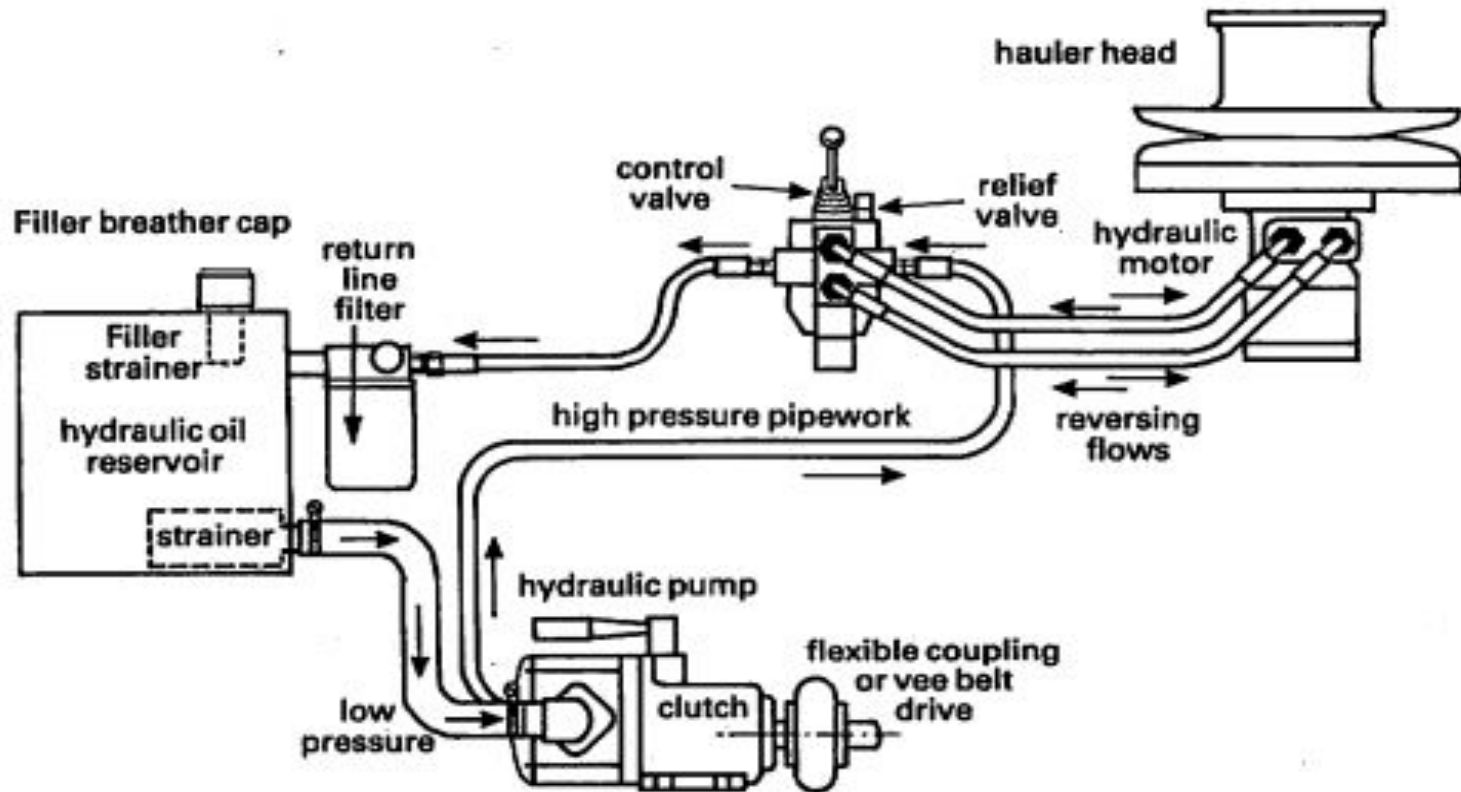 hauler head
control
valve
relief
valve
Filler breather cap
return
line
filter
hydraulic
motor
Filler
strainer
high pressure pipework
reversing
flows
hydraulic oil
reservoir
strainer
hydraulic pump
flexible coupling
or vee belt
drive
clutch
low
pressure